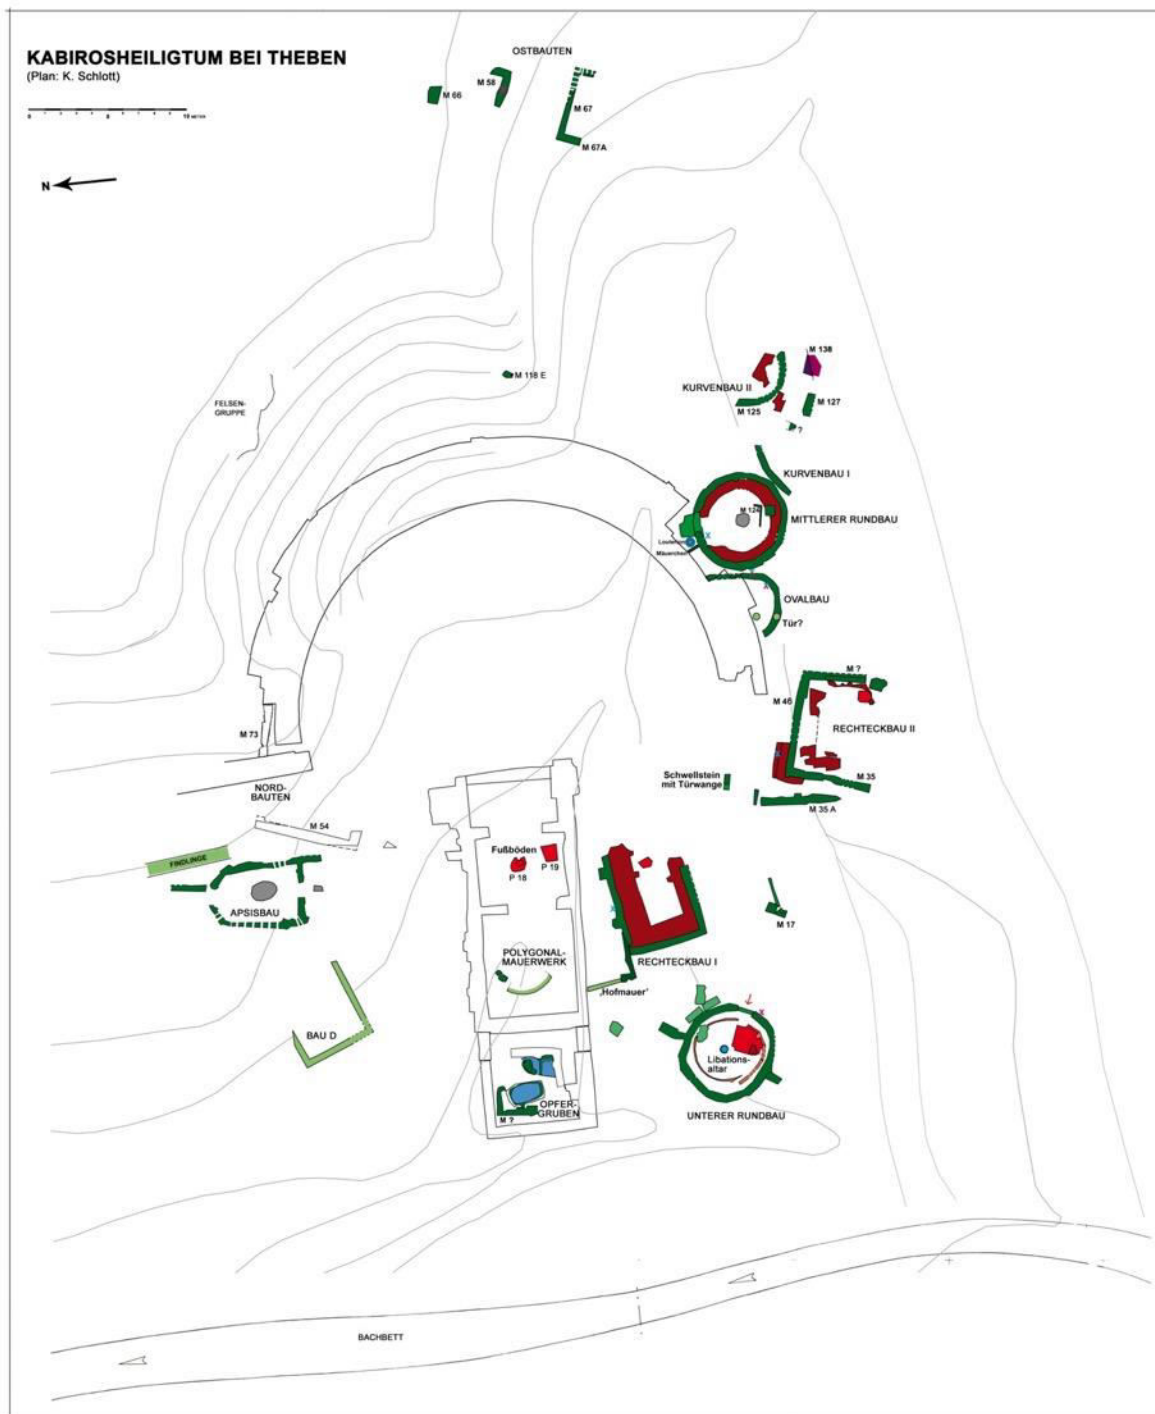 KABIROSHEILIGTUM BEI THEBEN
(Plan: K. Schlott)
N
OSTBAUTEN
M 66
M 58
M 67
M 67A
M 118 E
FELSEN-
GRUPPE
M 138
KURVENBAU II
M 125
M 127
?
KURVENBAU I
M 124
MITTLERER RUNDBAU
Mäuerchen
OVALBAU
Tür?
M ?
M 46
RECHTECKBAU II
M 35
M 35 A
Schwellstein
mit Türwange
M 73
NORD-
BAUTEN
M 54
FINDLINGE
APSISBAU
Fußböden
P 18
P 19
M 17
POLYGONAL-
MAUERWERK
RECHTECKBAU I
‚Hofmauer'
BAU D
Libations-
altar
OPFER-
GRUBEN
M ?
UNTERER RUNDBAU
BACHBETT